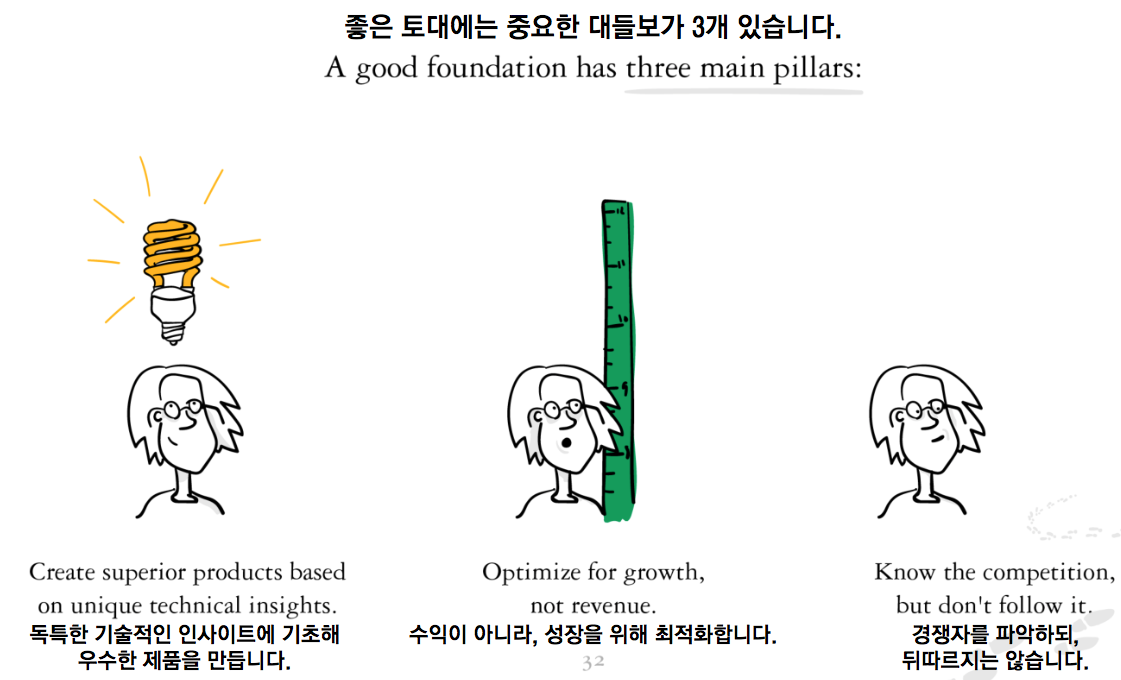 좋은 토대에는 중요한 대들보가 3개 있습니다.
A good foundation has three main pillars:
12
11
10
9
Create superior products based
on unique technical insights.
독특한 기술적인 인사이트에 기초해
우수한 제품을 만듭니다.
Optimize for growth,
not revenue.
수익이 아니라, 성장을 위해 최적화합니다.
Know the competition,
but don't follow it.
경쟁자를 파악하되,
뒤따르지는 않습니다.
32